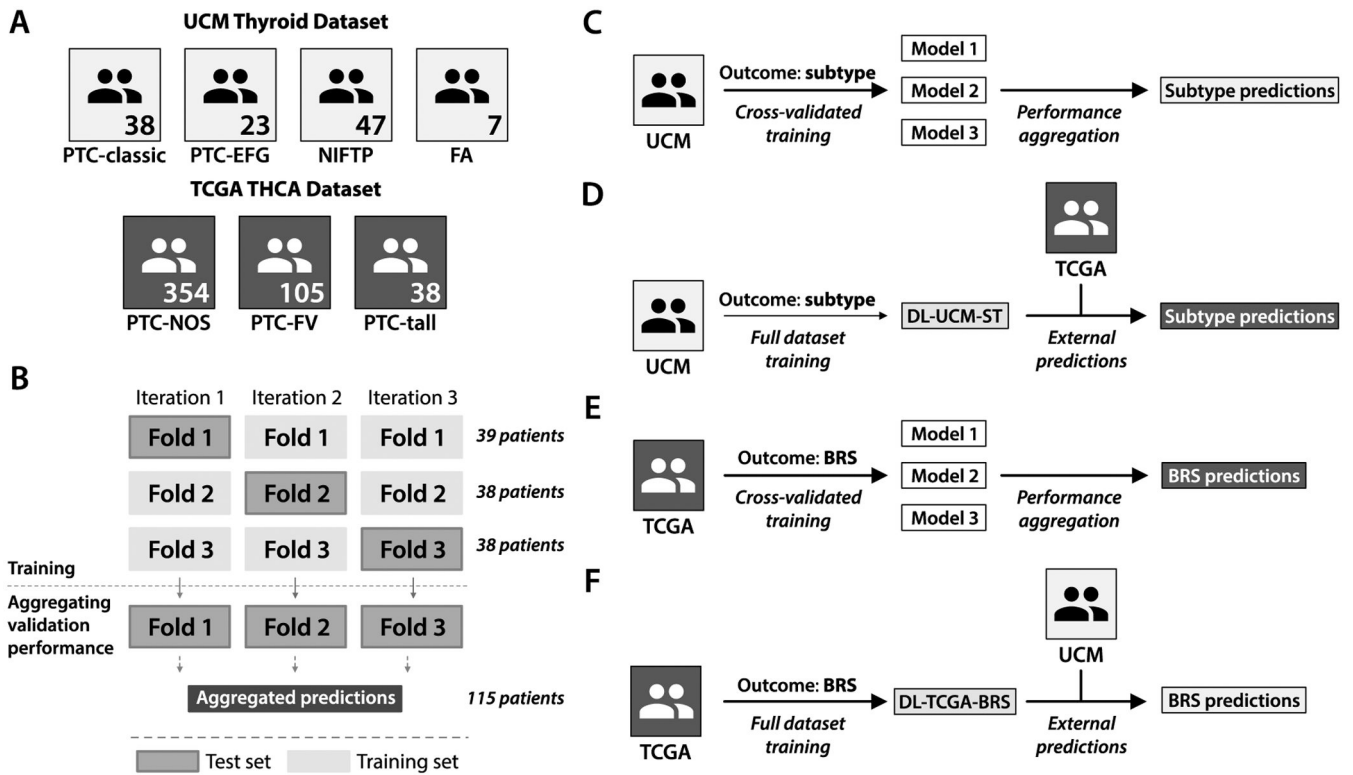 A
UCM Thyroid Dataset
38
23
47
7
PTC-classic
PTC-EFG
NIFTP
FA
TCGA THCA Dataset
354
105
38
PTC-NOS
PTC-FV
PTC-tall
B
Iteration 1
Iteration 2
Iteration 3
Fold 1
Fold 1
Fold 1
39 patients
Fold 2
Fold 2
Fold 2
38 patients
Fold 3
Fold 3
Fold 3
38 patients
Training
Aggregating
validation
performance
Fold 1
Fold 2
Fold 3
Aggregated predictions
115 patients
Test set
Training set
C
UCM
Outcome: subtype
Cross-validated
training
Model 1
Model 2
Model 3
Performance
aggregation
Subtype predictions
D
UCM
Outcome: subtype
Full dataset
training
DL-UCM-ST
TCGA
External
predictions
Subtype predictions
E
TCGA
Outcome: BRS
Cross-validated
training
Model 1
Model 2
Model 3
Performance
aggregation
BRS predictions
F
TCGA
Outcome: BRS
Full dataset
training
DL-TCGA-BRS
UCM
External
predictions
BRS predictions